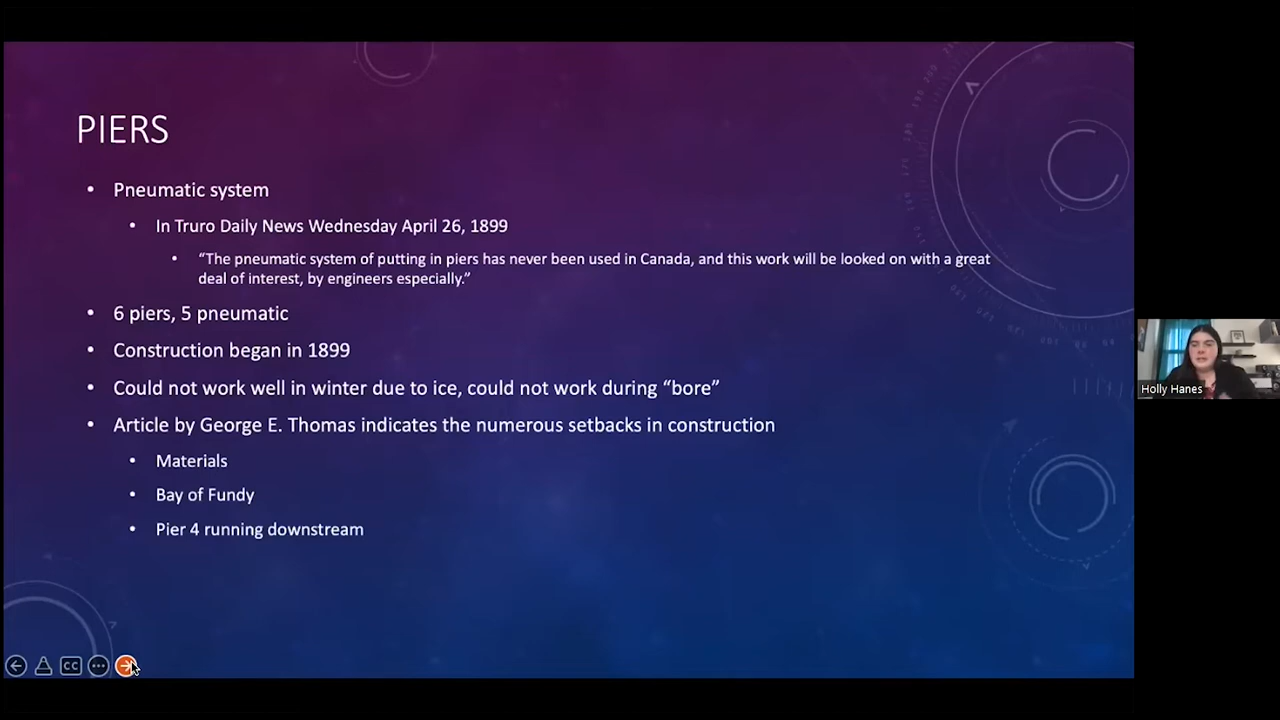 PIERS
• Pneumatic system
• In Truro Daily News Wednesday April 26, 1899
• “The pneumatic system of putting in piers has never been used in Canada, and this work will be looked on with a great
deal of interest, by engineers especially.”
• 6 piers, 5 pneumatic
• Construction began in 1899
• Could not work well in winter due to ice, could not work during “bore”
• Article by George E. Thomas indicates the numerous setbacks in construction
• Materials
• Bay of Fundy
• Pier 4 running downstream
Holly Hanes
CC